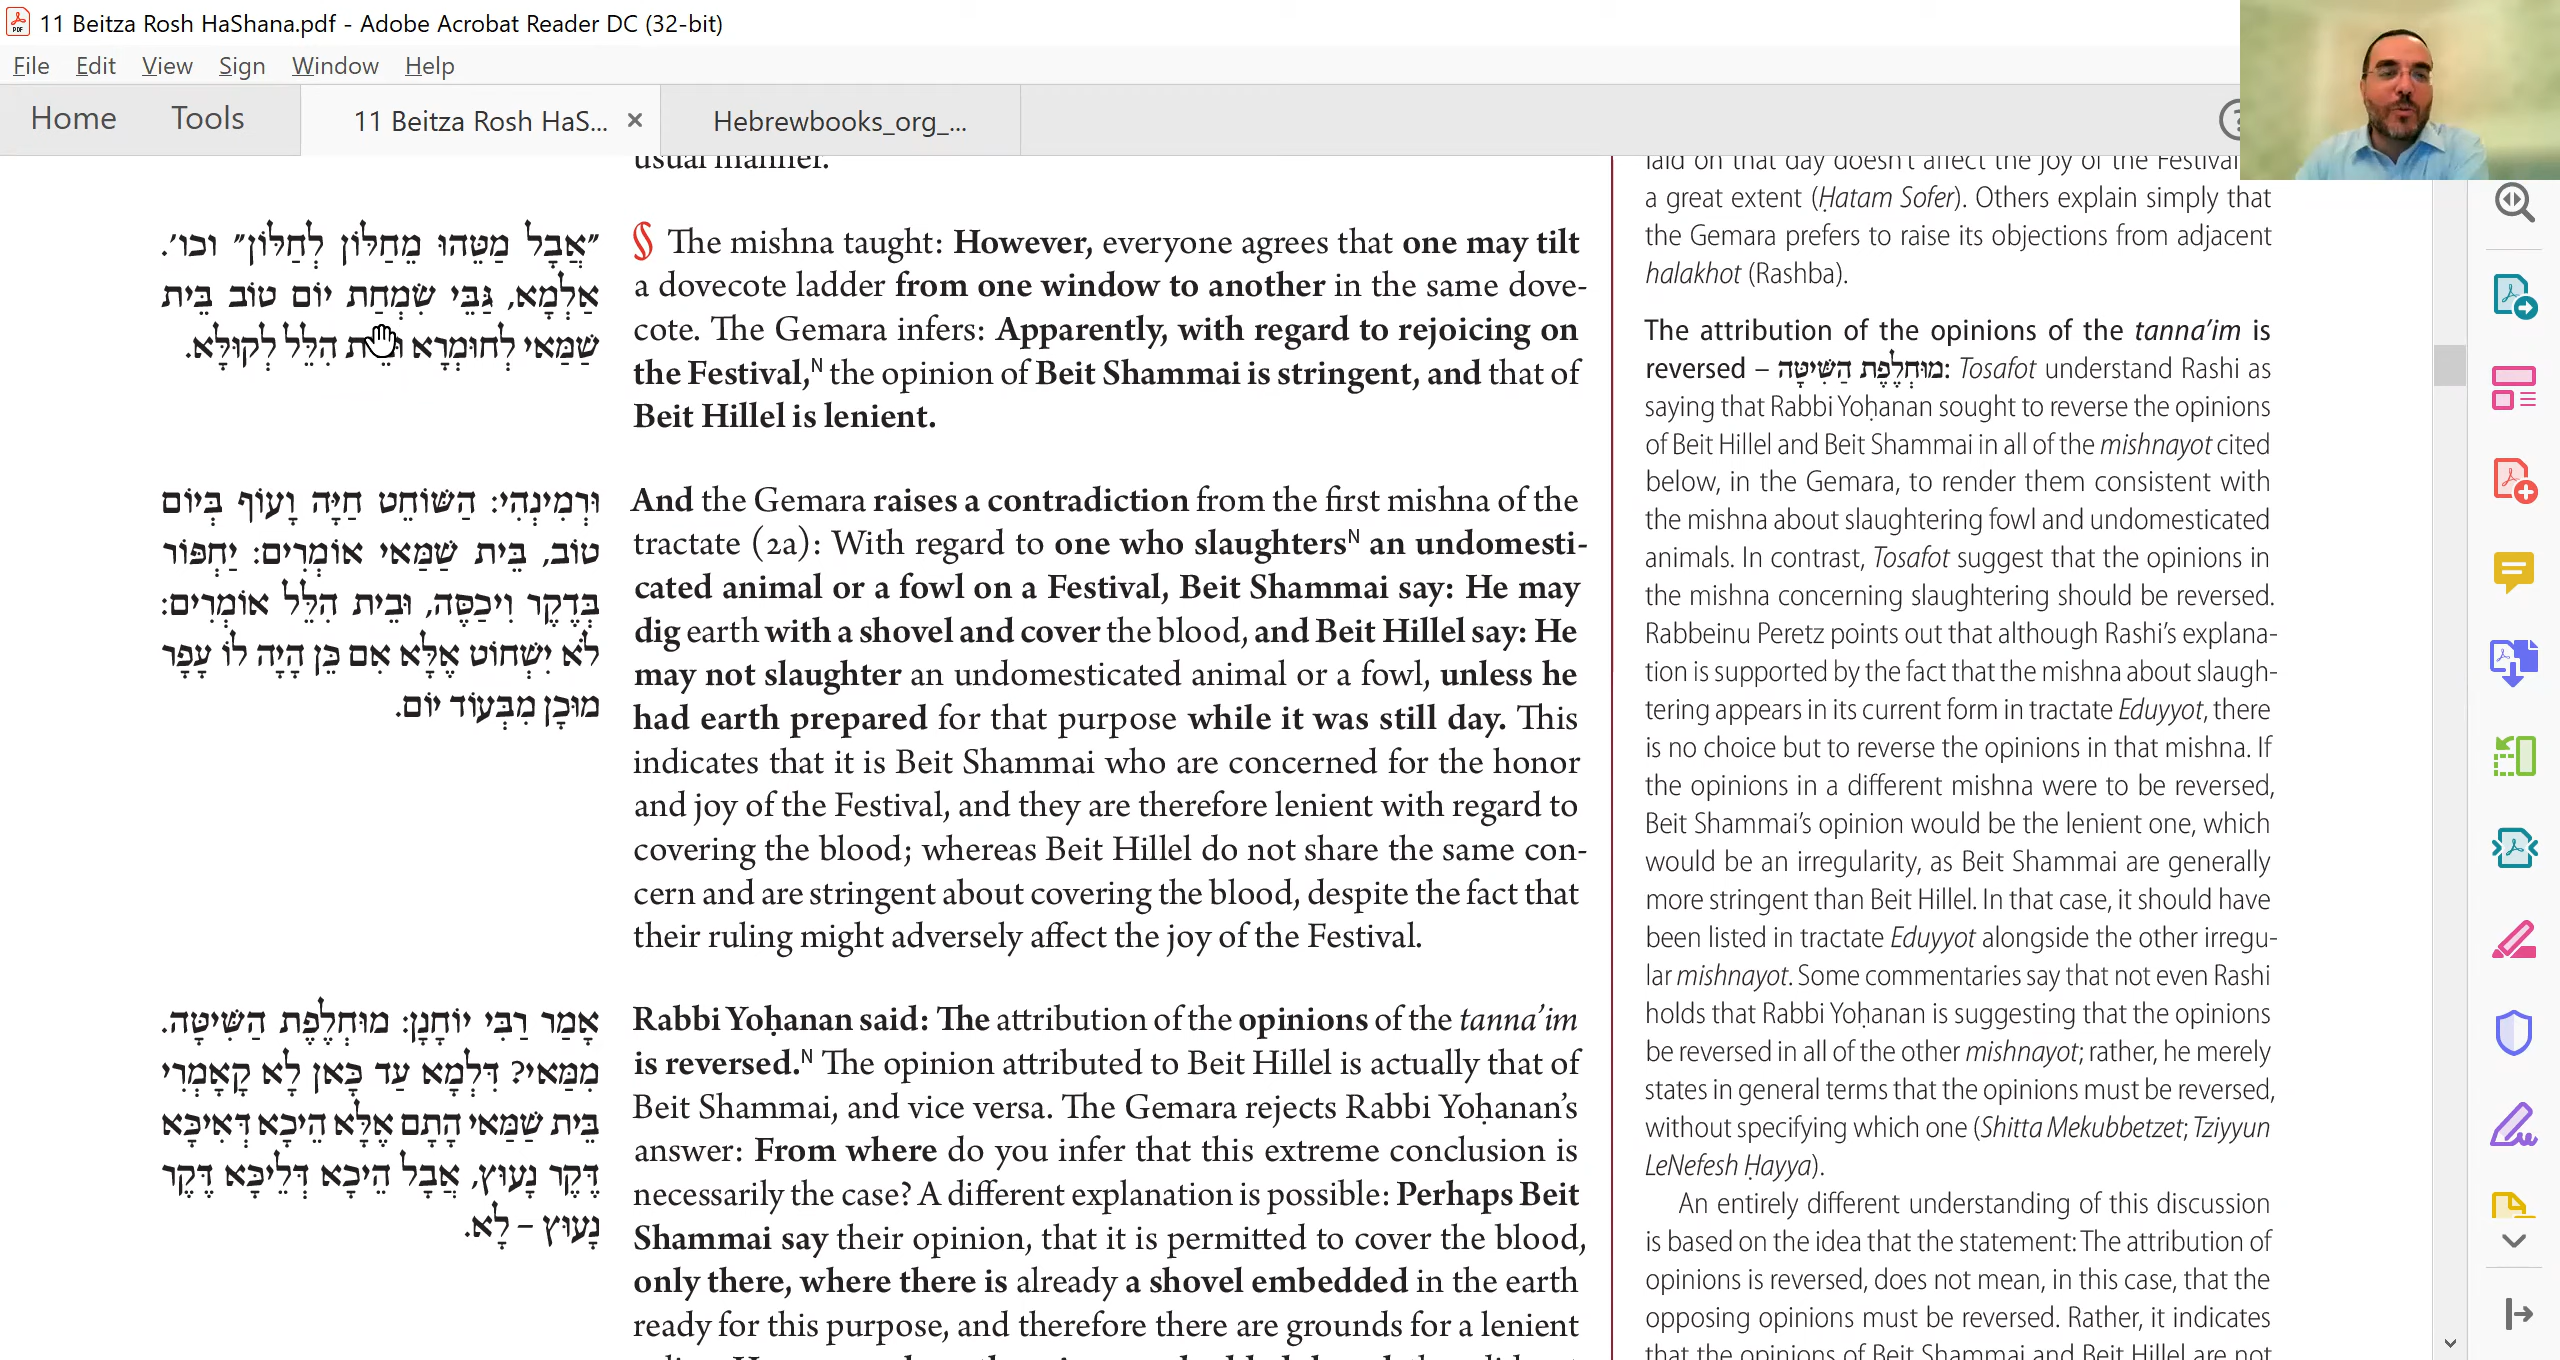 11 Beitza Rosh HaShana.pdf - Adobe Acrobat Reader DC (32-bit)
File Edit View Sign Window Help
Home Tools 11 Beitza Rosh HaS... × Hebrewbooks_org_...
usual manner.
״אֲבָל מַטֵּהוּ מֵחַלּוֹן לְחַלּוֹן״ וכו׳.
אַלְמָא, גַּבֵּי שִׂמְחַת יוֹם טוֹב בֵּית
שַׁמַּאי לְחוּמְרָא הִלֵּל לְקוּלָּא.
§ The mishna taught: However, everyone agrees that one may tilt
a dovecote ladder from one window to another in the same dove-
cote. The Gemara infers: Apparently, with regard to rejoicing on
the Festival,N the opinion of Beit Shammai is stringent, and that of
Beit Hillel is lenient.
וּרְמִינְהִי: הַשּׁוֹחֵט חַיָּה וָעוֹף בְּיוֹם
טוֹב, בֵּית שַׁמַּאי אוֹמְרִים: יַחְפּוֹר
בְּדֶקֶר וִיכַסֶּה, וּבֵית הִלֵּל אוֹמְרִים:
לֹא יִשְׁחוֹט אֶלָּא אִם כֵּן הָיָה לוֹ עָפָר
מוּכָן מִבְּעוֹד יוֹם.
And the Gemara raises a contradiction from the first mishna of the
tractate (2a): With regard to one who slaughtersN an undomesti-
cated animal or a fowl on a Festival, Beit Shammai say: He may
dig earth with a shovel and cover the blood, and Beit Hillel say: He
may not slaughter an undomesticated animal or a fowl, unless he
had earth prepared for that purpose while it was still day. This
indicates that it is Beit Shammai who are concerned for the honor
and joy of the Festival, and they are therefore lenient with regard to
covering the blood; whereas Beit Hillel do not share the same con-
cern and are stringent about covering the blood, despite the fact that
their ruling might adversely affect the joy of the Festival.
אָמַר רַבִּי יוֹחָנָן: מוּחְלֶפֶת הַשִּׁיטָּה.
מִמַּאי? דִּלְמָא עַד כָּאן לָא קָאָמְרִי
בֵּית שַׁמַּאי הָתָם אֶלָּא הֵיכָא דְּאִיכָּא
דֶּקֶר נָעוּץ, אֲבָל הֵיכָא דְּלֵיכָּא דֶּקֶר
נָעוּץ – לָא.
Rabbi Yoḥanan said: The attribution of the opinions of the tanna’im
is reversed.N The opinion attributed to Beit Hillel is actually that of
Beit Shammai, and vice versa. The Gemara rejects Rabbi Yoḥanan’s
answer: From where do you infer that this extreme conclusion is
necessarily the case? A different explanation is possible: Perhaps Beit
Shammai say their opinion, that it is permitted to cover the blood,
only there, where there is already a shovel embedded in the earth
ready for this purpose, and therefore there are grounds for a lenient
laid on that day doesn’t affect the joy of the Festival
a great extent (Ḥatam Sofer). Others explain simply that
the Gemara prefers to raise its objections from adjacent
halakhot (Rashba).
The attribution of the opinions of the tanna’im is
reversed – מוּחְלֶפֶת הַשִּׁיטָּה: Tosafot understand Rashi as
saying that Rabbi Yoḥanan sought to reverse the opinions
of Beit Hillel and Beit Shammai in all of the mishnayot cited
below, in the Gemara, to render them consistent with
the mishna about slaughtering fowl and undomesticated
animals. In contrast, Tosafot suggest that the opinions in
the mishna concerning slaughtering should be reversed.
Rabbeinu Peretz points out that although Rashi’s explana-
tion is supported by the fact that the mishna about slaugh-
tering appears in its current form in tractate Eduyyot, there
is no choice but to reverse the opinions in that mishna. If
the opinions in a different mishna were to be reversed,
Beit Shammai’s opinion would be the lenient one, which
would be an irregularity, as Beit Shammai are generally
more stringent than Beit Hillel. In that case, it should have
been listed in tractate Eduyyot alongside the other irregu-
lar mishnayot. Some commentaries say that not even Rashi
holds that Rabbi Yoḥanan is suggesting that the opinions
be reversed in all of the other mishnayot; rather, he merely
states in general terms that the opinions must be reversed,
without specifying which one (Shitta Mekubbetzet; Tziyyun
LeNefesh Ḥayya).
An entirely different understanding of this discussion
is based on the idea that the statement: The attribution of
opinions is reversed, does not mean, in this case, that the
opposing opinions must be reversed. Rather, it indicates
that the opinions of Beit Shammai and Beit Hillel are not